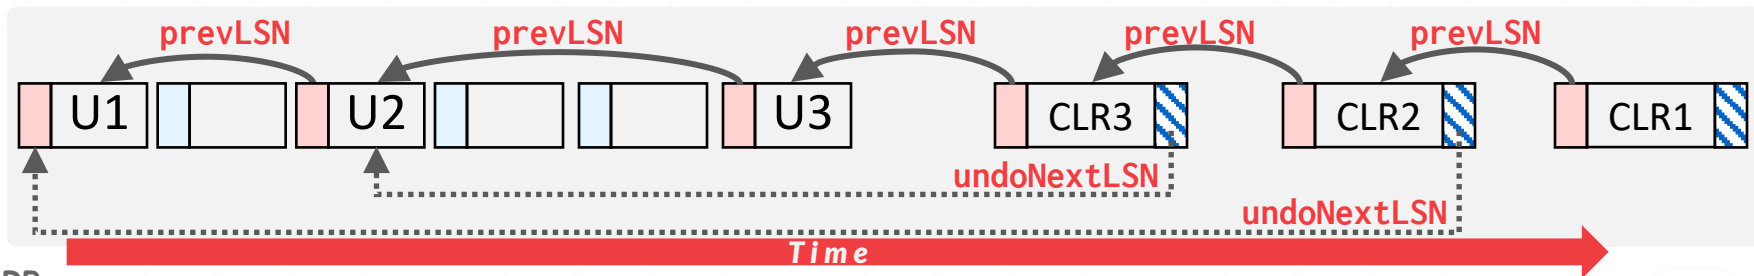 prevLSN prevLSN prevLSN prevLSN prevLSN
U1 U2 U3 CLR3 CLR2 CLR1
undoNextLSN
undoNextLSN
Time